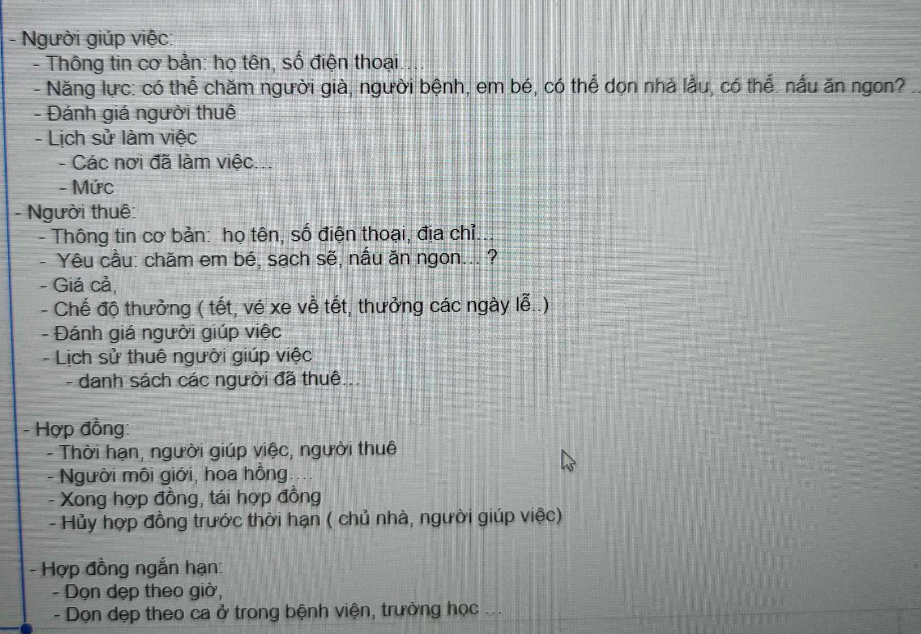 - Người giúp việc:
- Thông tin cơ bản: họ tên, số điện thoại....
- Năng lực: có thể chăm người già, người bệnh, em bé, có thể dọn nhà lầu, có thể. nấu ăn ngon? ..
- Đánh giá người thuê
- Lịch sử làm việc
- Các nơi đã làm việc...
- Mức
- Người thuê:
- Thông tin cơ bản: họ tên, số điện thoại, địa chỉ...
- Yêu cầu: chăm em bé, sạch sẽ, nấu ăn ngon... ?
- Giá cả,
- Chế độ thưởng ( tết, vé xe về tết, thưởng các ngày lễ..)
- Đánh giá người giúp việc
- Lịch sử thuê người giúp việc
- danh sách các người đã thuê...
- Hợp đồng:
- Thời hạn, người giúp việc, người thuê
- Người môi giới, hoa hồng....
- Xong hợp đồng, tái hợp đồng
- Hủy hợp đồng trước thời hạn ( chủ nhà, người giúp việc)
- Hợp đồng ngắn hạn:
- Dọn dẹp theo giờ,
- Dọn dẹp theo ca ở trong bệnh viện, trường học ...